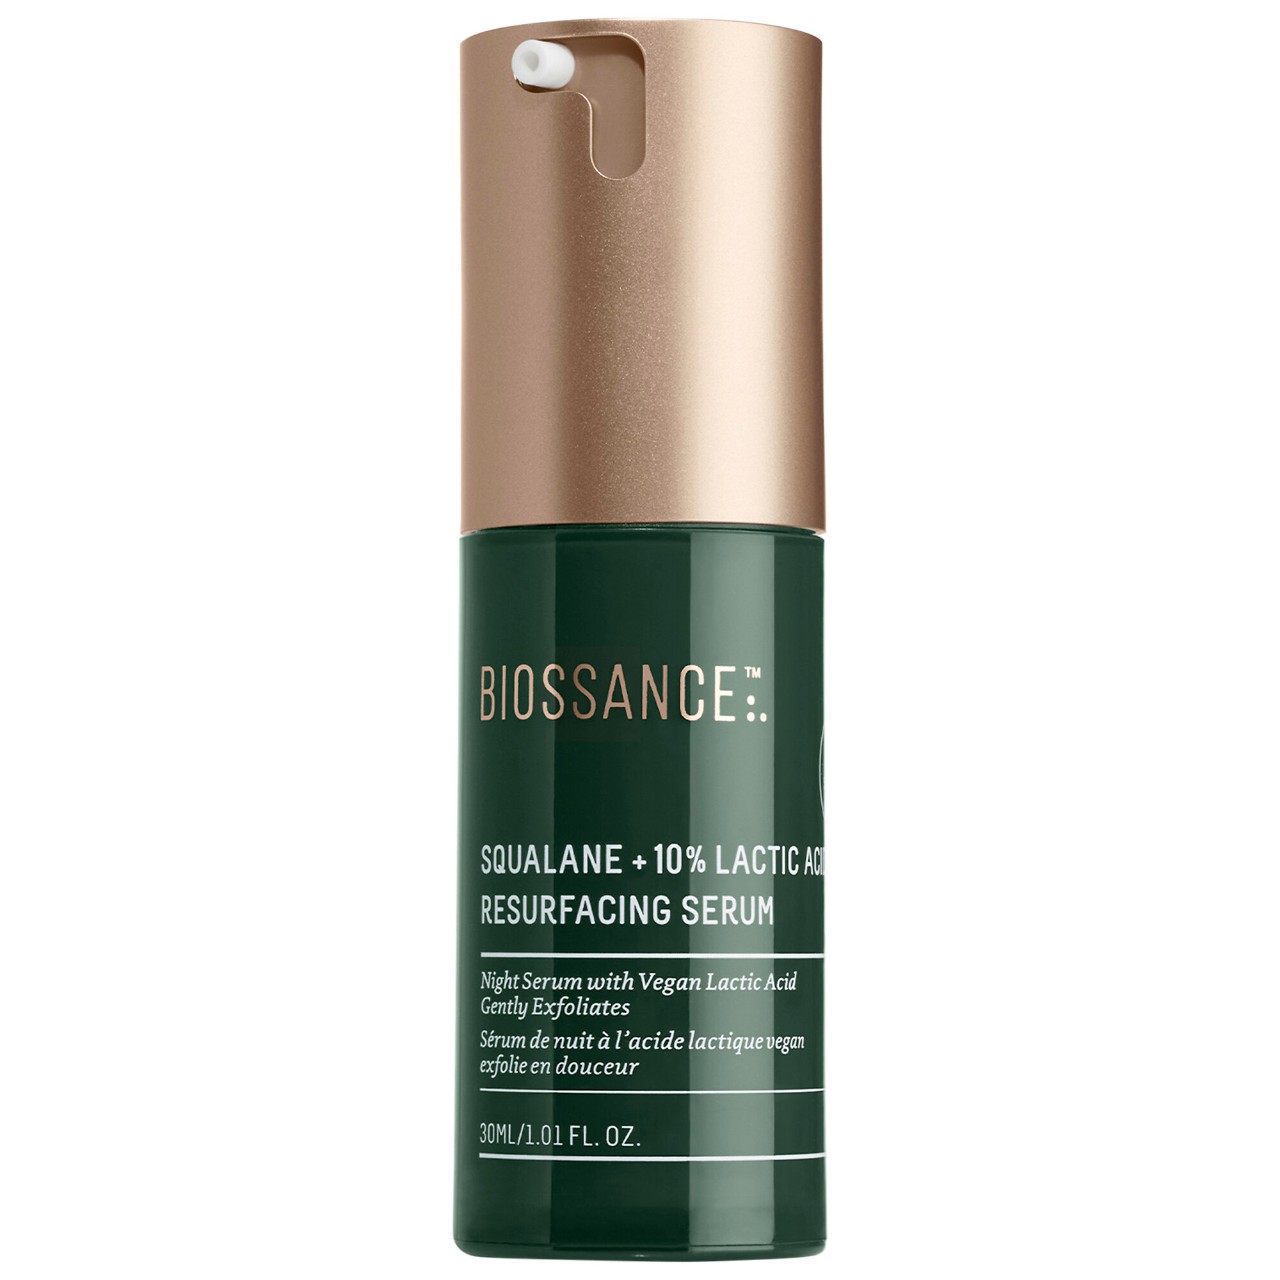 BIOSSANCE™:.
SQUALANE + 10% LACTIC ACI
RESURFACING SERUM
Night Serum with Vegan Lactic Acid
Gently Exfoliates
Sérum de nuit à l'acide lactique vegan
exfolie en douceur
30ML/1.01 FL. OZ.